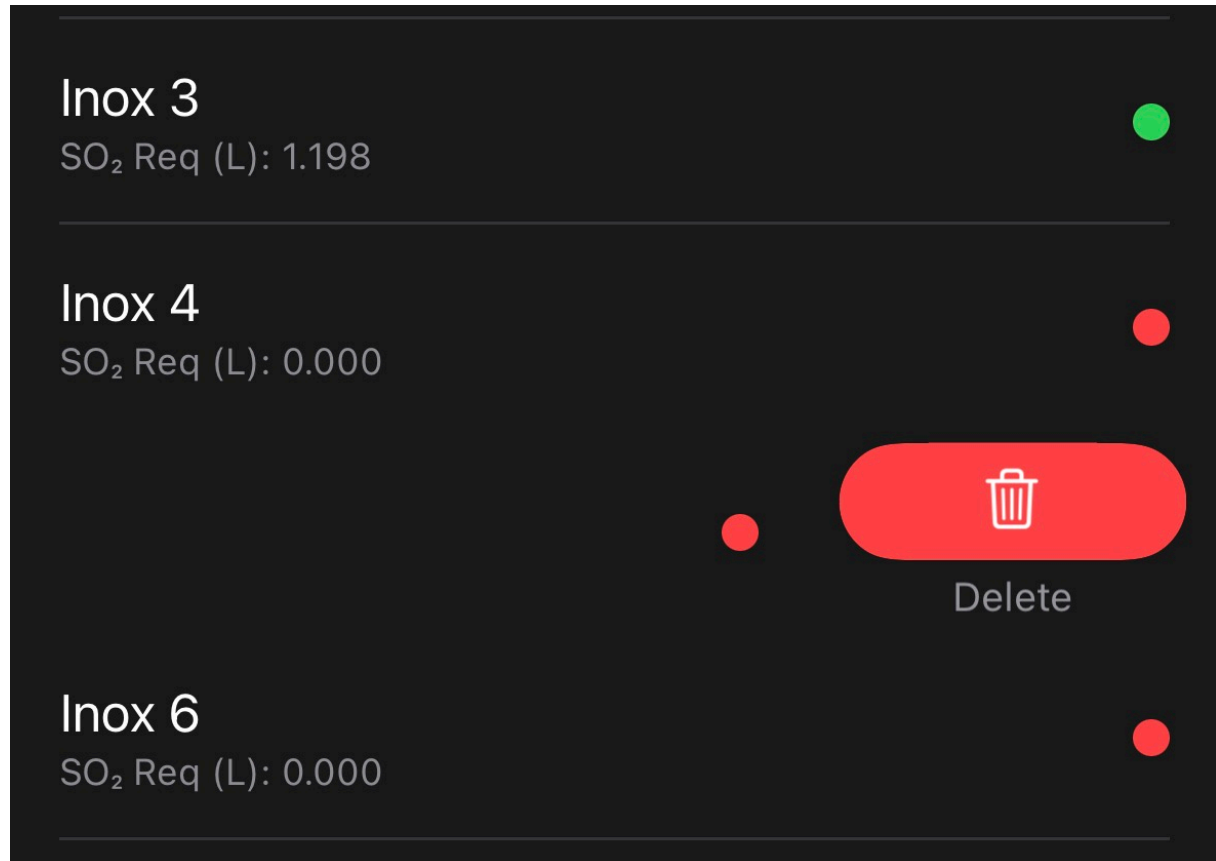 Inox 3
SO₂ Req (L): 1.198
Inox 4
SO₂ Req (L): 0.000
Delete
Inox 6
SO₂ Req (L): 0.000